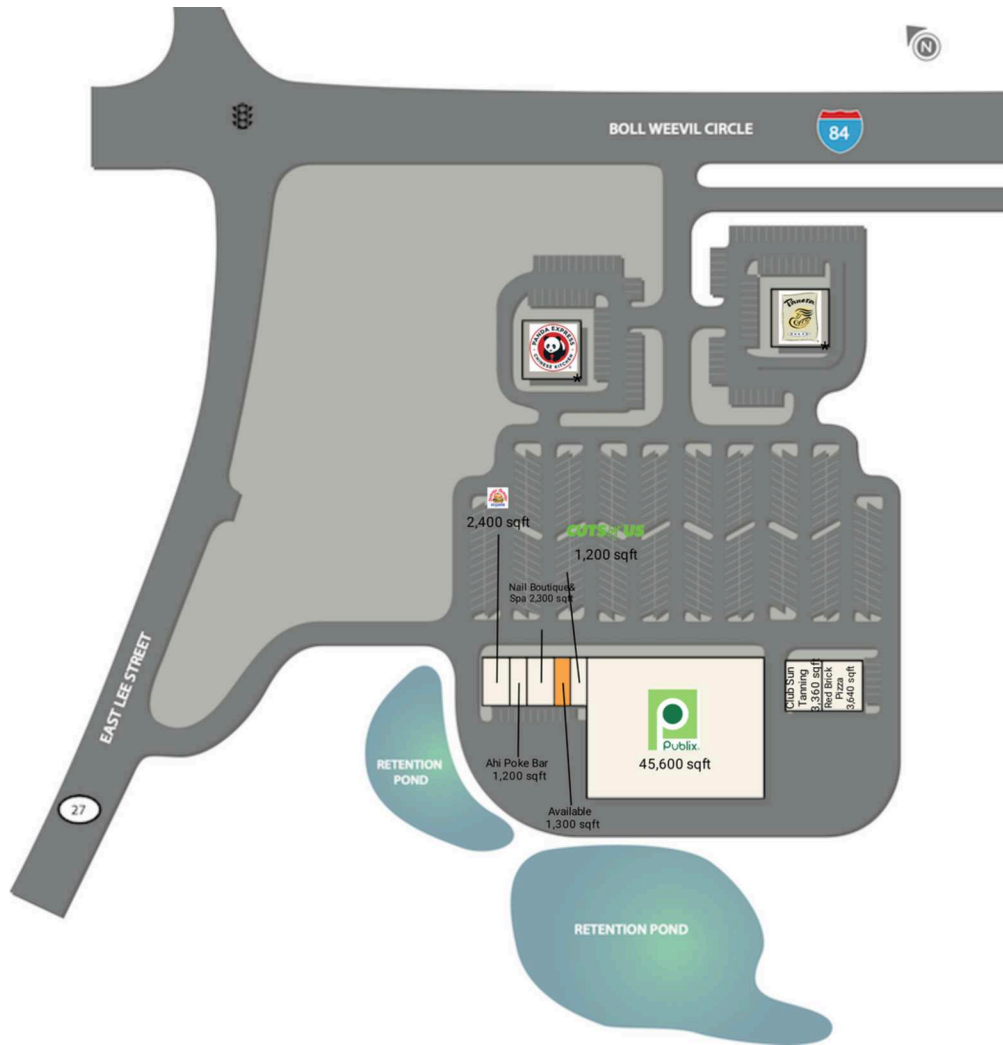 N
BOLL WEEVIL CIRCLE
84
Panera
PANDA EXPRESS
CHINESE KITCHEN
*
*
2,400 sqft
CUTS R US
1,200 sqft
Nail Boutique&
Spa 2,300 sqft
EAST LEE STREET
27
RETENTION
POND
Ahi Poke Bar
1,200 sqft
Available
1,300 sqft
Publix.
45,600 sqft
Club Sun
Tanning
3,360 sqft
Red Brick
Pizza
3,640 sqft
RETENTION POND